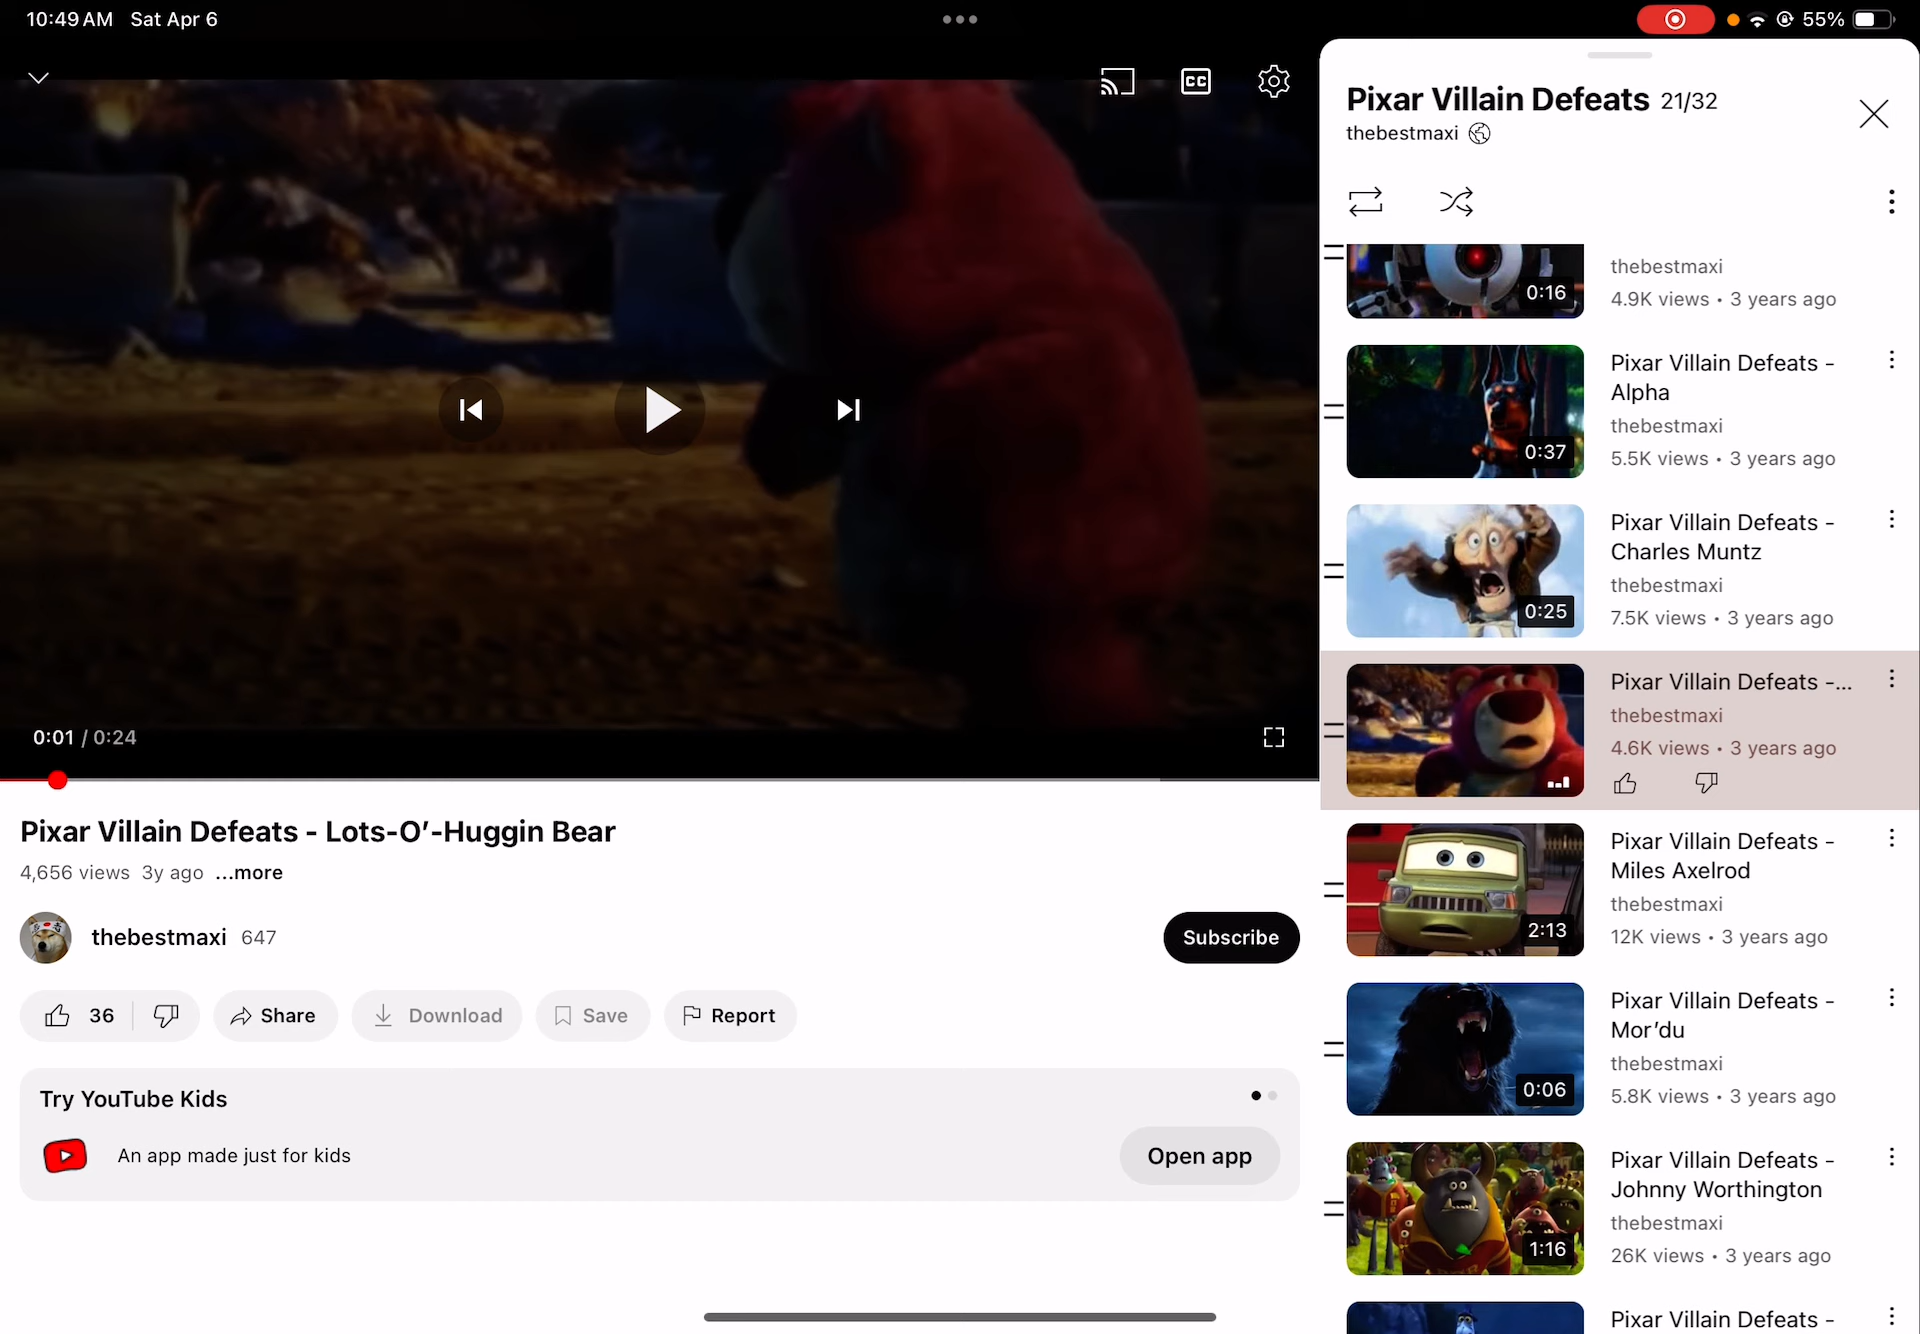 10:49 AM Sat Apr 6
55%
CC
0:01 / 0:24
Pixar Villain Defeats - Lots-O'-Huggin Bear
4,656 views 3y ago ...more
thebestmaxi 647
Subscribe
36
Share
Download
Save
Report
Try YouTube Kids
An app made just for kids
Open app
Pixar Villain Defeats 21/32
thebestmaxi
0:16
thebestmaxi
4.9K views • 3 years ago
0:37
Pixar Villain Defeats -
Alpha
thebestmaxi
5.5K views • 3 years ago
0:25
Pixar Villain Defeats -
Charles Muntz
thebestmaxi
7.5K views • 3 years ago
Pixar Villain Defeats -...
thebestmaxi
4.6K views • 3 years ago
2:13
Pixar Villain Defeats -
Miles Axelrod
thebestmaxi
12K views • 3 years ago
0:06
Pixar Villain Defeats -
Mor'du
thebestmaxi
5.8K views • 3 years ago
1:16
Pixar Villain Defeats -
Johnny Worthington
thebestmaxi
26K views • 3 years ago
Pixar Villain Defeats -